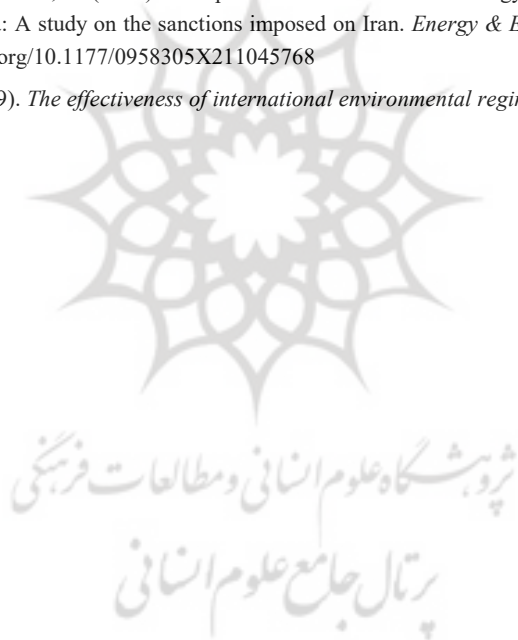 : A study on the sanctions imposed on Iran. Energy & E
org/10.1177/0958305X211045768
9). The effectiveness of international environmental regi
پژوهشگاه علوم انسانی و مطالعات فرهنگی
پرتال جامع علوم انسانی